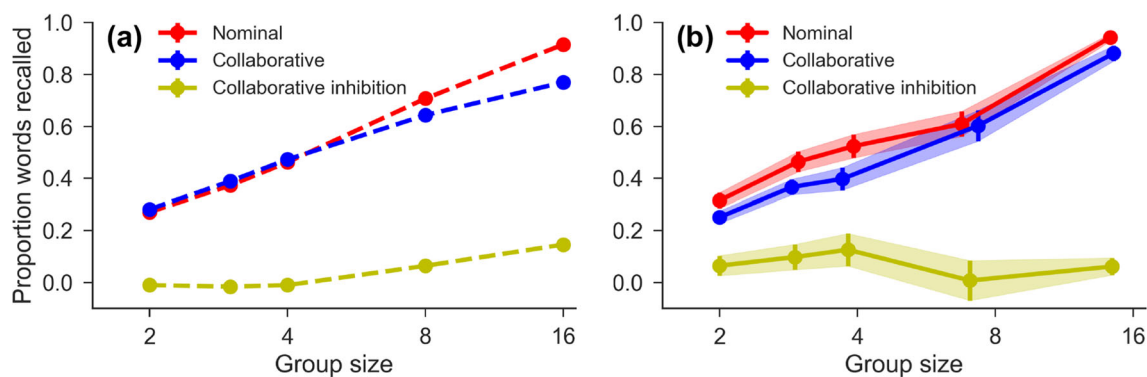 (a)
Nominal
Collaborative
Collaborative inhibition
Proportion words recalled
1.0
0.8
0.6
0.4
0.2
0.0
2
4
8
16
Group size
(b)
Nominal
Collaborative
Collaborative inhibition
1.0
0.8
0.6
0.4
0.2
0.0
2
4
8
16
Group size